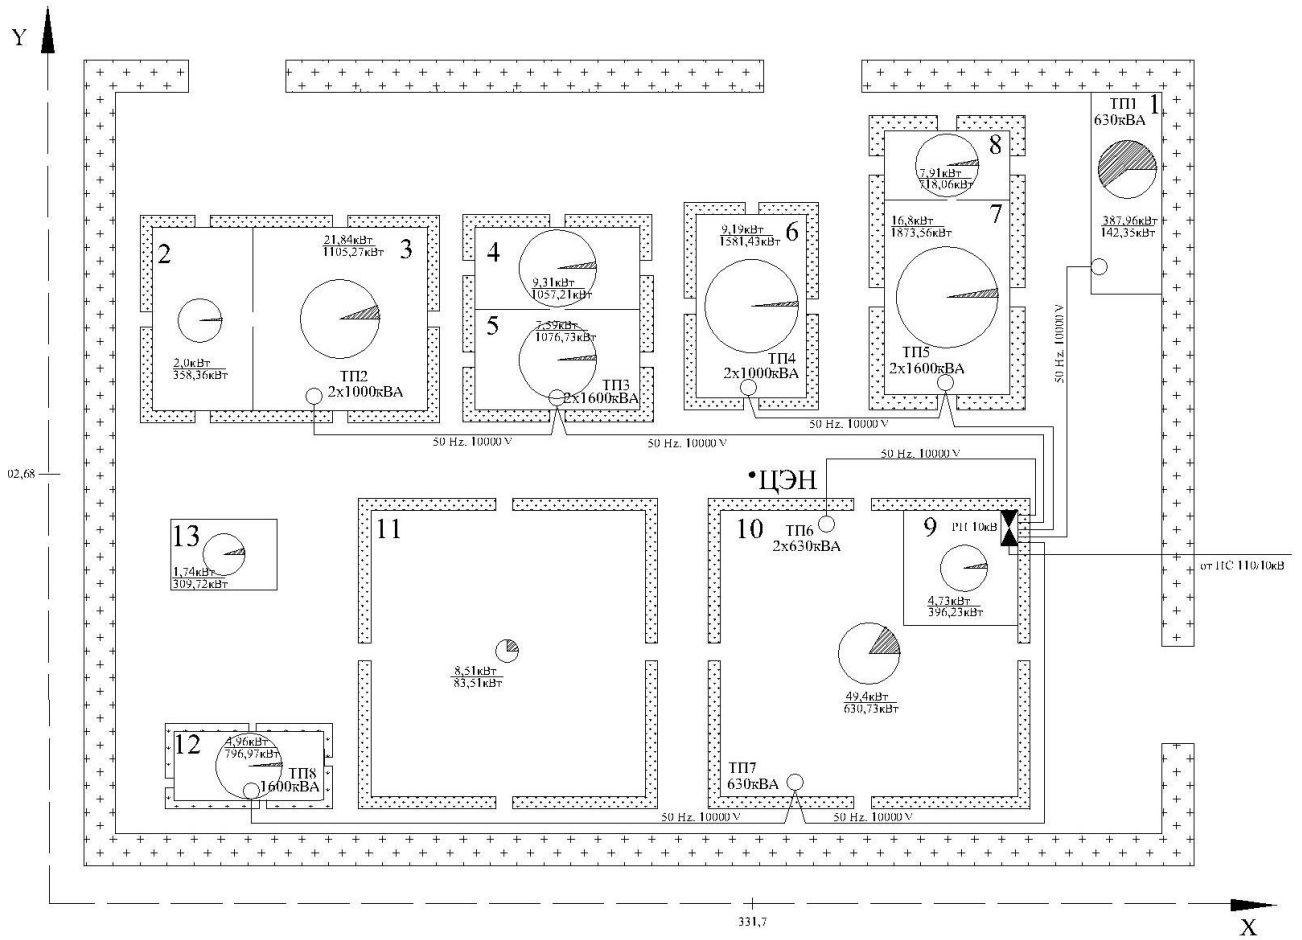 Y
ТП1
1
630кВА
387,96кВт
142,35кВт
8
7,91кВт
718,06кВт
7
16,8кВт
1873,56кВт
ТП5
2x1600кВА
6
9,19кВт
1581,43кВт
ТП4
2x1000кВА
4
9,31кВт
1057,21кВт
5
7,59кВт
1076,73кВт
ТП3
2x1600кВА
2
2,0кВт
358,36кВт
3
21,84кВт
1105,27кВт
ТП2
2x1000кВА
50 Hz. 10000 V
50 Hz. 10000 V
50 Hz. 10000 V
50 Hz. 10000 V
50 Hz. 10000 V
02,68
ЦЭН
13
1,74кВт
309,72кВт
11
8,51кВт
83,51кВт
10
ТП6
2x630кВА
9
РП 10кВ
4,73кВт
396,23кВт
от ПС 110/10кВ
49,4кВт
630,73кВт
12
4,96кВт
796,97кВт
ТП8
1600кВА
ТП7
630кВА
50 Hz. 10000 V
50 Hz. 10000 V
331,7
X